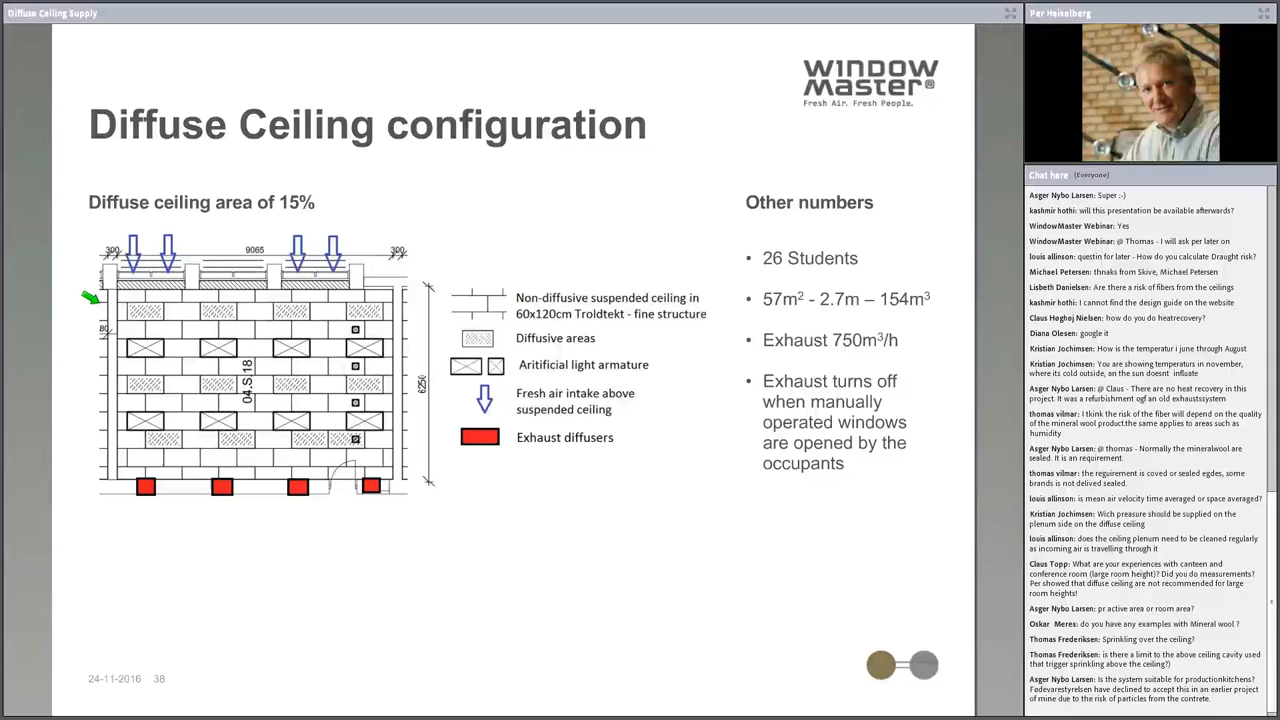 Diffuse Ceiling Supply
WINDOW
MASTER®
Fresh Air. Fresh People.
Diffuse Ceiling configuration
Diffuse ceiling area of 15%
300
9065
300
80
04.S.18
6250
Non-diffusive suspended ceiling in
60x120cm Troldtekt - fine structure
Diffusive areas
Aritificial light armature
Fresh air intake above
suspended ceiling
Exhaust diffusers
Other numbers
• 26 Students
• 57m² - 2.7m – 154m³
• Exhaust 750m³/h
• Exhaust turns off
when manually
operated windows
are opened by the
occupants
24-11-2016 38
Per Heiselberg
Chat here (Everyone)
Asger Nybo Larsen: Super :-)
kashmir hothi: will this presentation be available afterwards?
WindowMaster Webinar: Yes
WindowMaster Webinar: @ Thomas - I will ask per later on
louis allinson: questin for later - How do you calculate Draught risk?
Michael Petersen: thnaks from Skive, Michael Petersen
Lisbeth Danielsen: Are there a risk of fibers from the ceilings
kashmir hothi: I cannot find the design guide on the website
Claus Høghøj Nielsen: how do you do heatrecovery?
Diana Olesen: google it
Kristian Jochimsen: How is the temperatur i june through August
Kristian Jochimsen: You are showing temperaturs in november,
where its cold outside, an the sun doesnt influate
Asger Nybo Larsen: @ Claus - There are no heat recovery in this
project. It was a refurbishment ogf an old exhaustsystem
thomas vilmar: I tkink the risk of the fiber will depend on the quality
of the mineral wool product.the same applies to areas such as
humidity
Asger Nybo Larsen: @ thomas - Normally the mineralwool are
sealed. It is an requirement.
thomas vilmar: the reguirement is coved or sealed egdes, some
brands is not delived sealed.
louis allinson: is mean air velocity time averaged or space averaged?
Kristian Jochimsen: Wich preasure should be supplied on the
plenum side on the diffuse ceiling
louis allinson: does the ceiling plenum need to be cleaned regularly
as incoming air is travelling through it
Claus Topp: What are your experiences with canteen and
conference room (large room height)? Did you do measurements?
Per showed that diffuse ceiling are not recommended for large
room heights!
Asger Nybo Larsen: pr active area or room area?
Oskar Meres: do you have any examples with Mineral wool ?
Thomas Frederiksen: Sprinkling over the ceiling?
Thomas Frederiksen: is there a limit to the above ceiling cavity used
that trigger sprinkling above the ceiling?)
Asger Nybo Larsen: Is the system suitable for productionkitchens?
Fødevarestyrelsen have declined to accept this in an earlier project
of mine due to the risk of particles from the contrete.